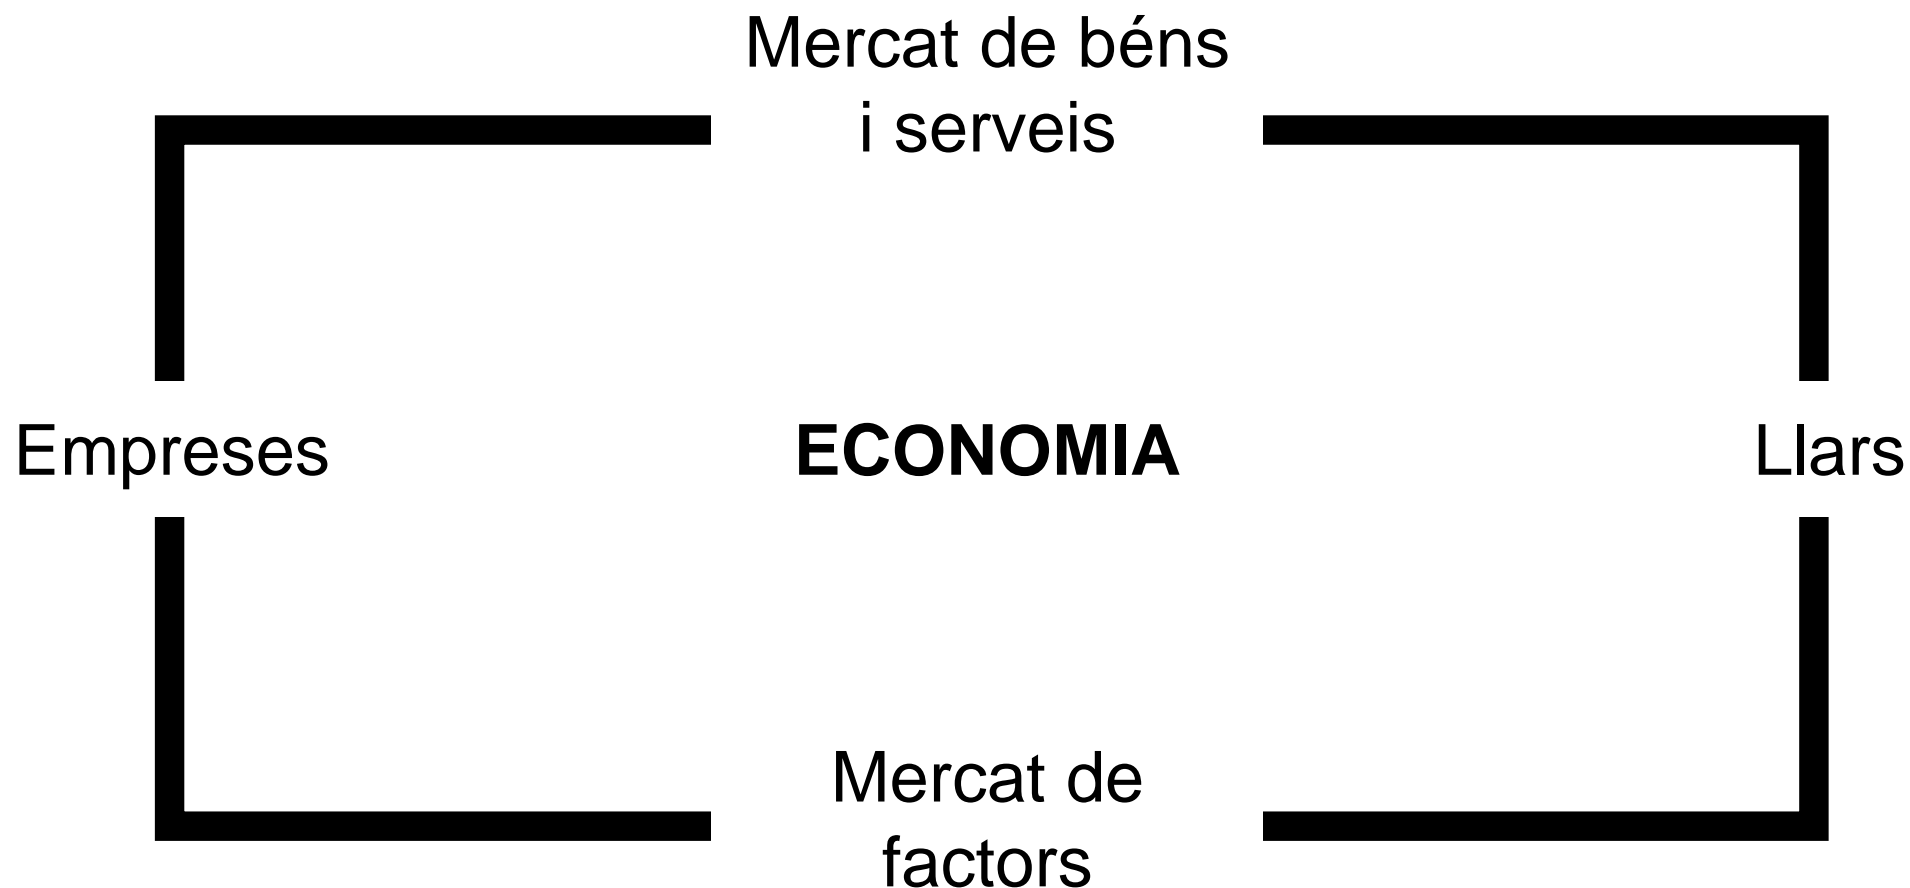 Mercat de béns
i serveis
Empreses
ECONOMIA
Llars
Mercat de
factors